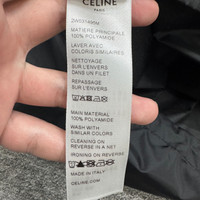 CELINE
PARIS
MATIÈRE PRINCIPALE
100% POLYAMIDE
LAVER AVEC
COLORIS SIMILAIRES
NETTOYAGE
SUR L'ENVERS
DANS UN FILET
REPASSAGE
SUR L'ENVERS
MAIN MATERIAL
100% POLYAMIDE
WASH WITH
SIMILAR COLORS
CLEANING ON
REVERSE IN A NET
IRONING ON REVERSE
MADE IN ITALY
CELINE.COM